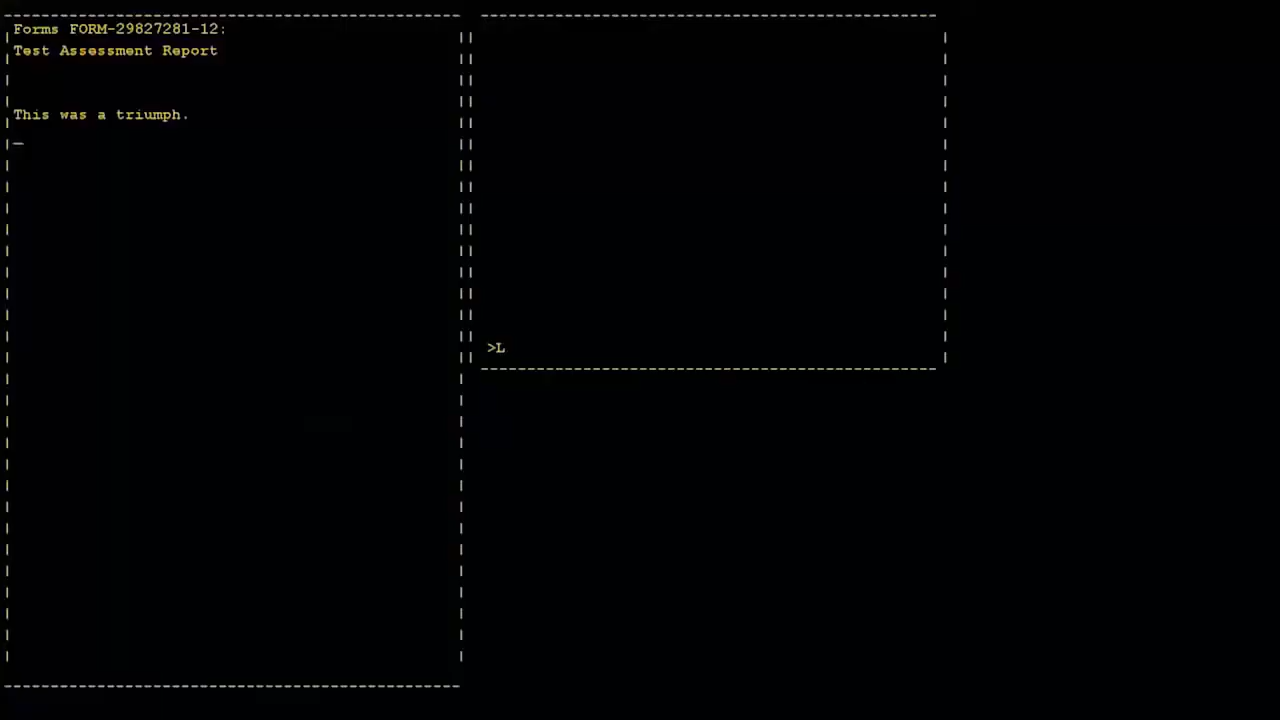 Forms FORM-29827281-12:
Test Assessment Report
This was a triumph.
>L